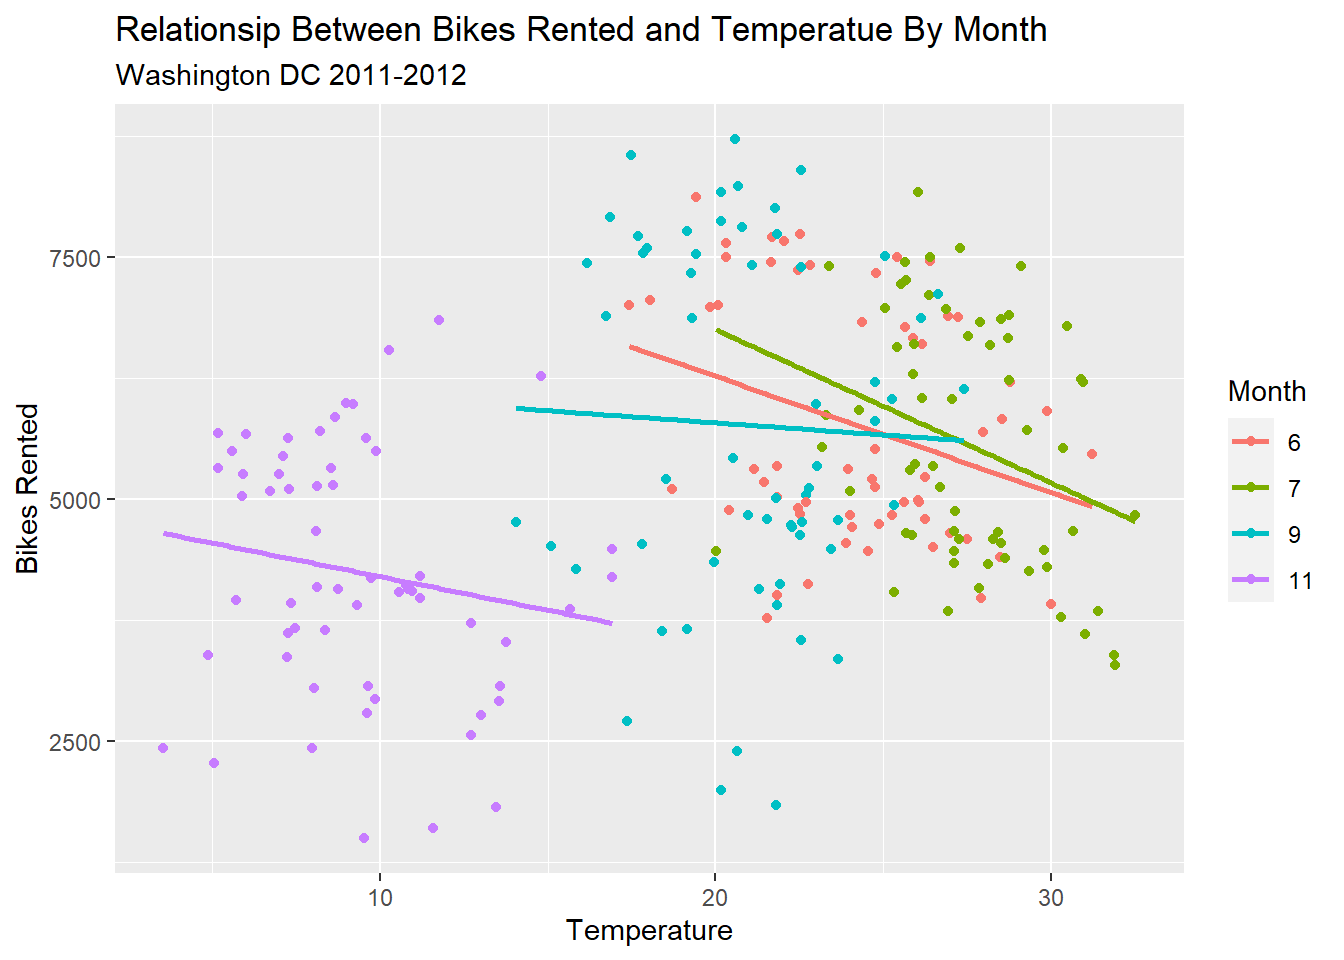 Relationsip Between Bikes Rented and Temperatue By Month
Washington DC 2011-2012
7500
5000
2500
Bikes Rented
10
20
30
Temperature
Month
6
7
9
11